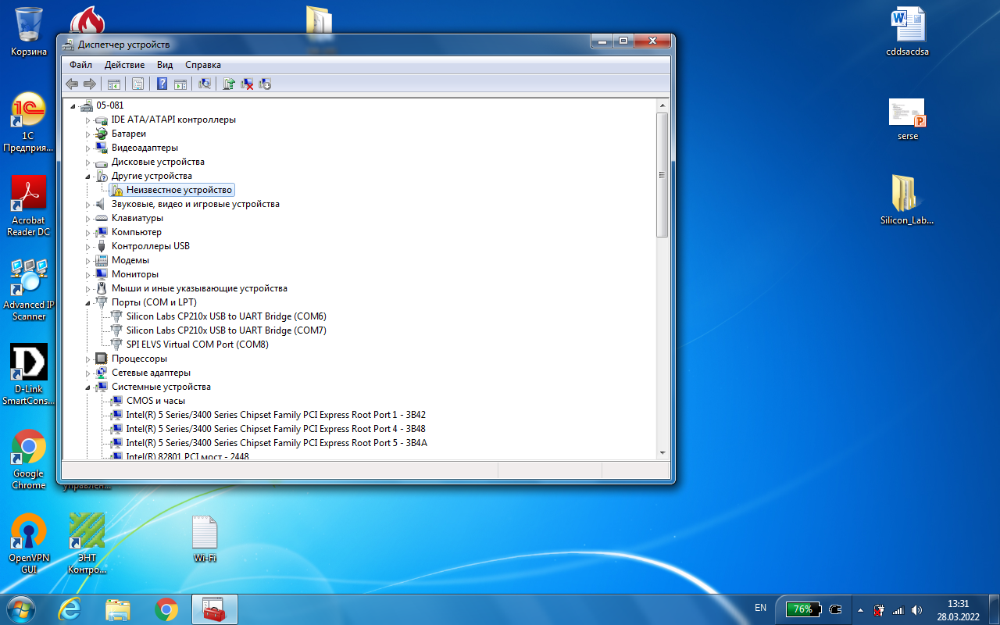 Корзина
cddsacdsa
1С
Предприя...
serse
Acrobat
Reader DC
Silicon_Lab...
Advanced IP
Scanner
D-Link
SmartCons...
Google
Chrome
OpenVPN
GUI
ЭНТ
Контро...
Wi-Fi
Диспетчер устройств
Файл Действие Вид Справка
05-081
IDE ATA/ATAPI контроллеры
Батареи
Видеоадаптеры
Дисковые устройства
Другие устройства
Неизвестное устройство
Звуковые, видео и игровые устройства
Клавиатуры
Компьютер
Контроллеры USB
Модемы
Мониторы
Мыши и иные указывающие устройства
Порты (COM и LPT)
Silicon Labs CP210x USB to UART Bridge (COM6)
Silicon Labs CP210x USB to UART Bridge (COM7)
SPI ELVS Virtual COM Port (COM8)
Процессоры
Сетевые адаптеры
Системные устройства
CMOS и часы
Intel(R) 5 Series/3400 Series Chipset Family PCI Express Root Port 1 - 3B42
Intel(R) 5 Series/3400 Series Chipset Family PCI Express Root Port 4 - 3B48
Intel(R) 5 Series/3400 Series Chipset Family PCI Express Root Port 5 - 3B4A
Intel(R) 82801 PCI мост - 2448
управлен...
EN
76%
13:31
28.03.2022